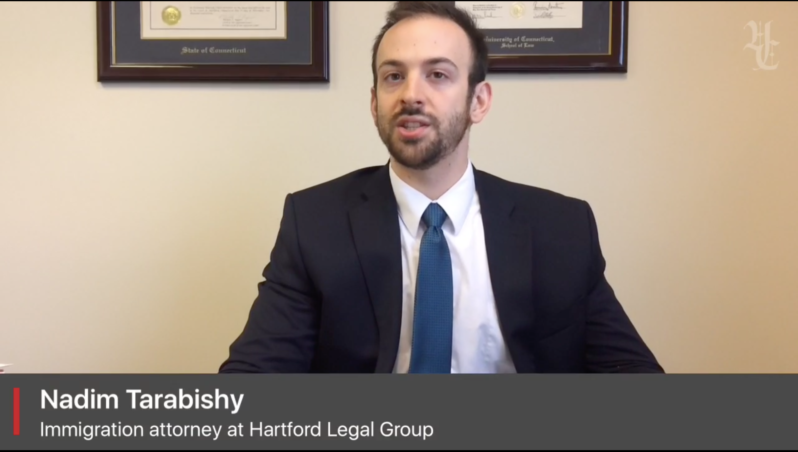 State of Connecticut
University of Connecticut
School of Law
Nadim Tarabishy
Immigration attorney at Hartford Legal Group